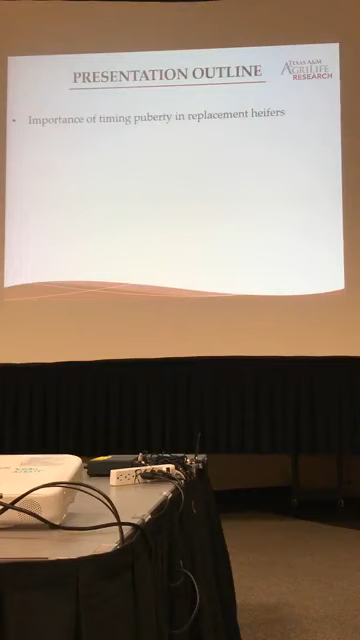 PRESENTATION OUTLINE
TEXAS A&M
AGRILIFE
RESEARCH
• Importance of timing puberty in replacement heifers